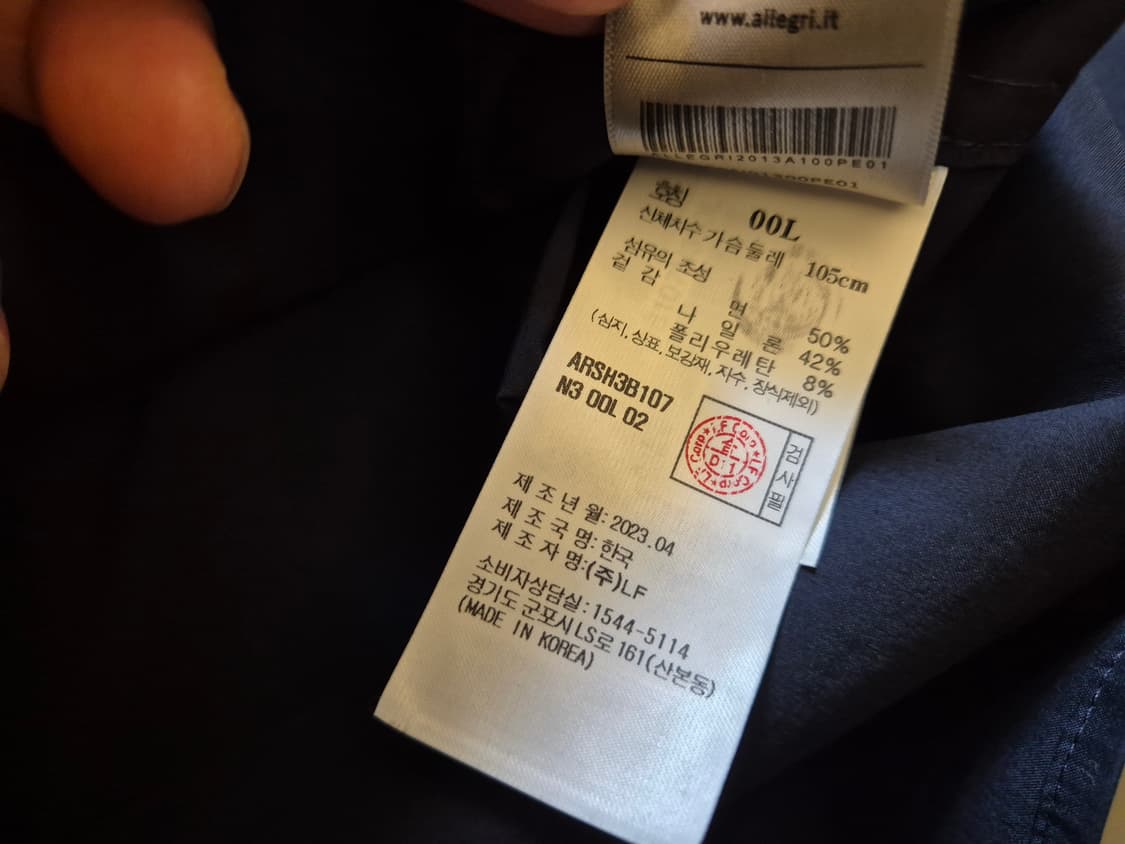 www.allegri.it
ALLEGRI2013A100PE01
호칭 00L
신체치수 가슴둘레 105cm
섬유의 조성
겉 감
면 50%
나 일 론 42%
폴리우레탄 8%
(심지, 상표, 보강재, 자수, 장식제외)
ARSH3B107
N3 00L 02
검사필
제 조 년 월: 2023.04
제 조 국 명: 한국
제 조 자 명:(주)LF
소비자상담실:1544-5114
경기도 군포시 LS로 161(산본동)
(MADE IN KOREA)